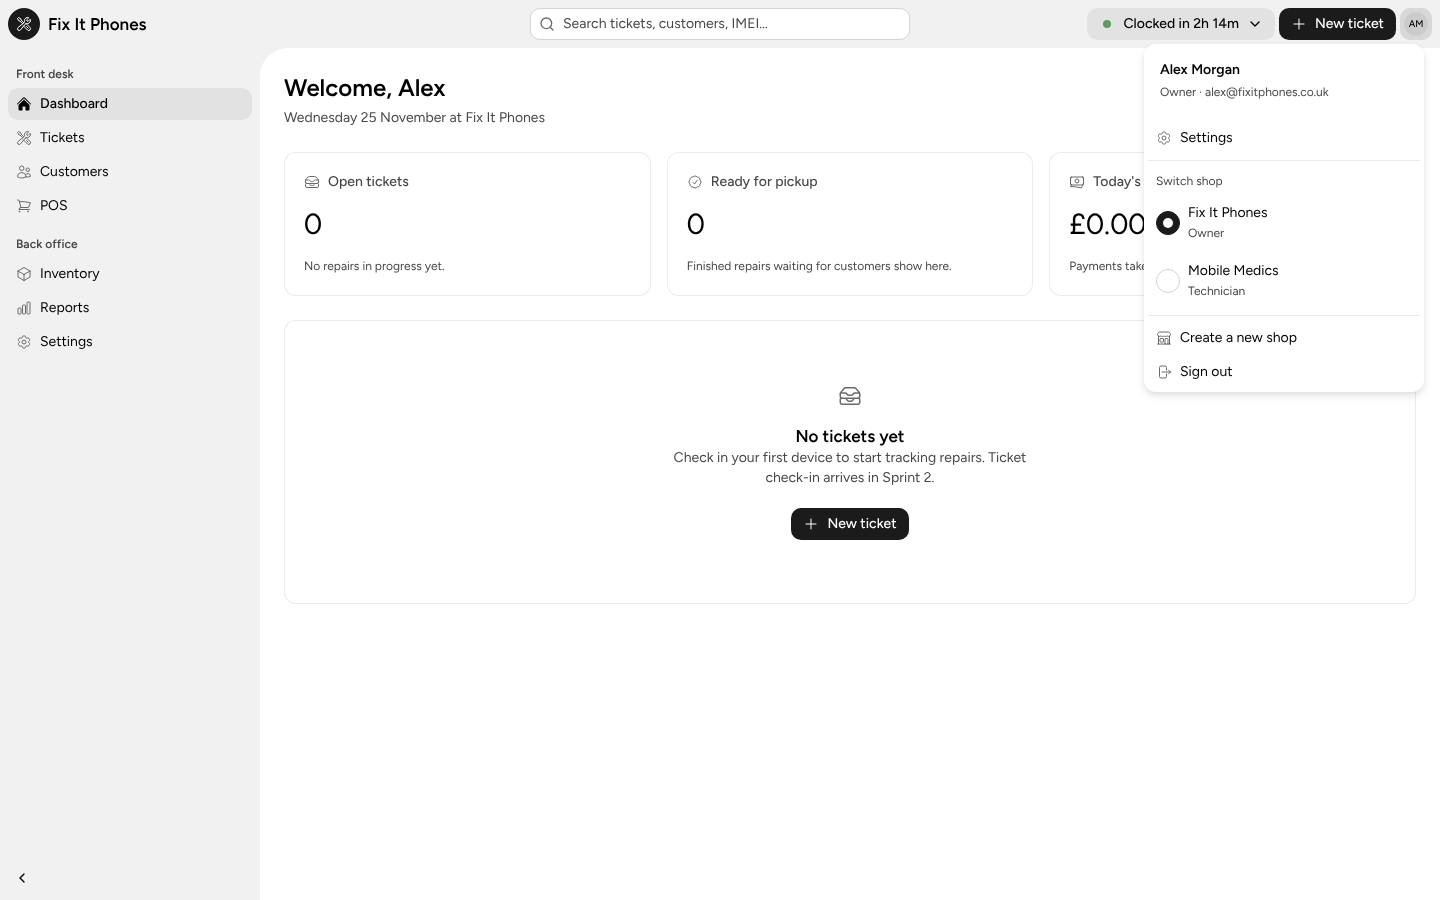 Fix It Phones
Search tickets, customers, IMEI...
Clocked in 2h 14m
New ticket
AM
Front desk
Dashboard
Tickets
Customers
POS
Back office
Inventory
Reports
Settings
Welcome, Alex
Wednesday 25 November at Fix It Phones
Open tickets
0
No repairs in progress yet.
Ready for pickup
0
Finished repairs waiting for customers show here.
Today's
£0.00
Payments take
No tickets yet
Check in your first device to start tracking repairs. Ticket
check-in arrives in Sprint 2.
New ticket
Alex Morgan
Owner · alex@fixitphones.co.uk
Settings
Switch shop
Fix It Phones
Owner
Mobile Medics
Technician
Create a new shop
Sign out